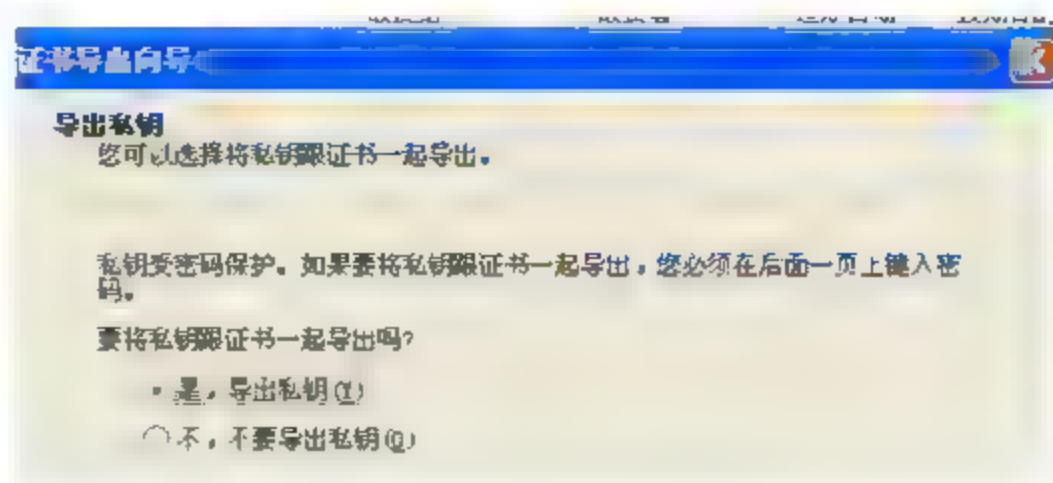 证书导出向导
导出私钥
您可以选择将私钥跟证书一起导出。
私钥受密码保护。如果要将私钥跟证书一起导出，您必须在后面一页上键入密
码。
要将私钥跟证书一起导出吗?
是，导出私钥(Y)
不，不要导出私钥(O)